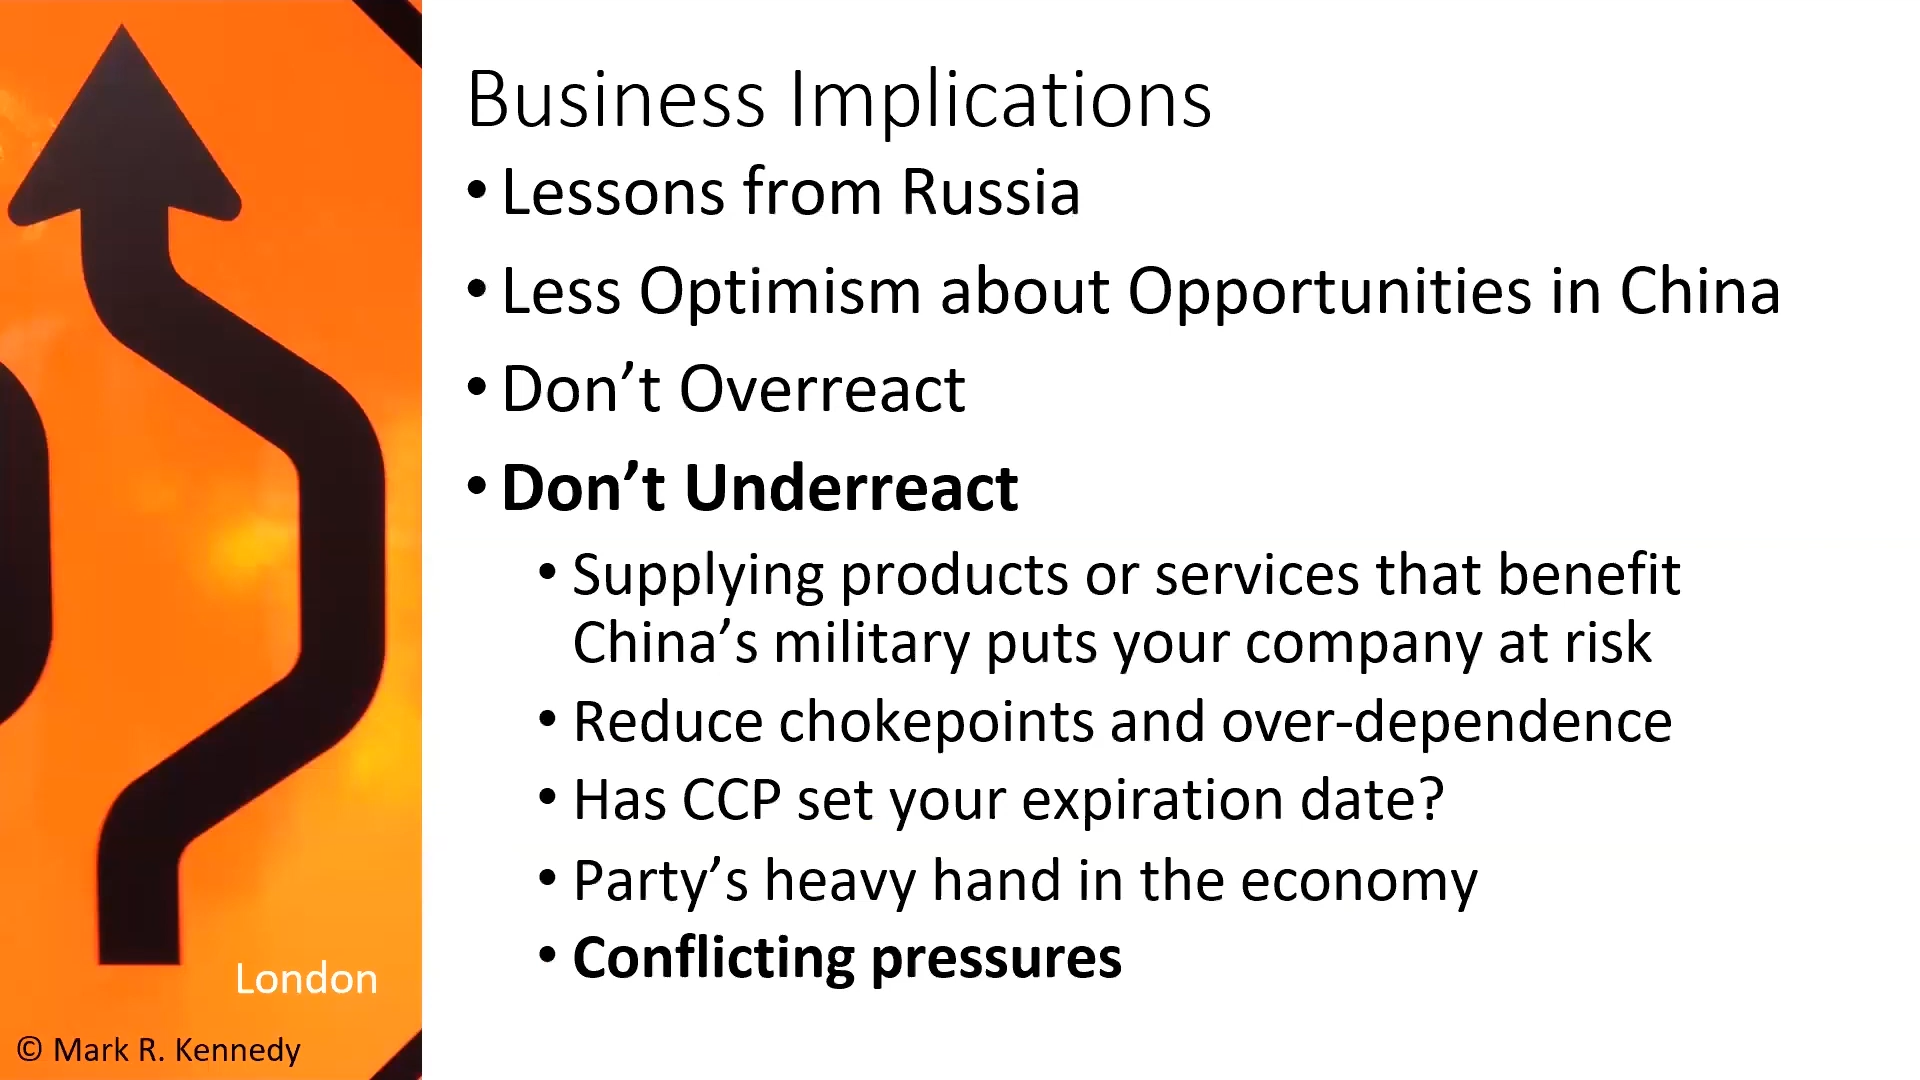 Business Implications
• Lessons from Russia
• Less Optimism about Opportunities in China
• Don’t Overreact
• Don’t Underreact
• Supplying products or services that benefit
China’s military puts your company at risk
• Reduce chokepoints and over-dependence
• Has CCP set your expiration date?
• Party’s heavy hand in the economy
• Conflicting pressures
London
© Mark R. Kennedy